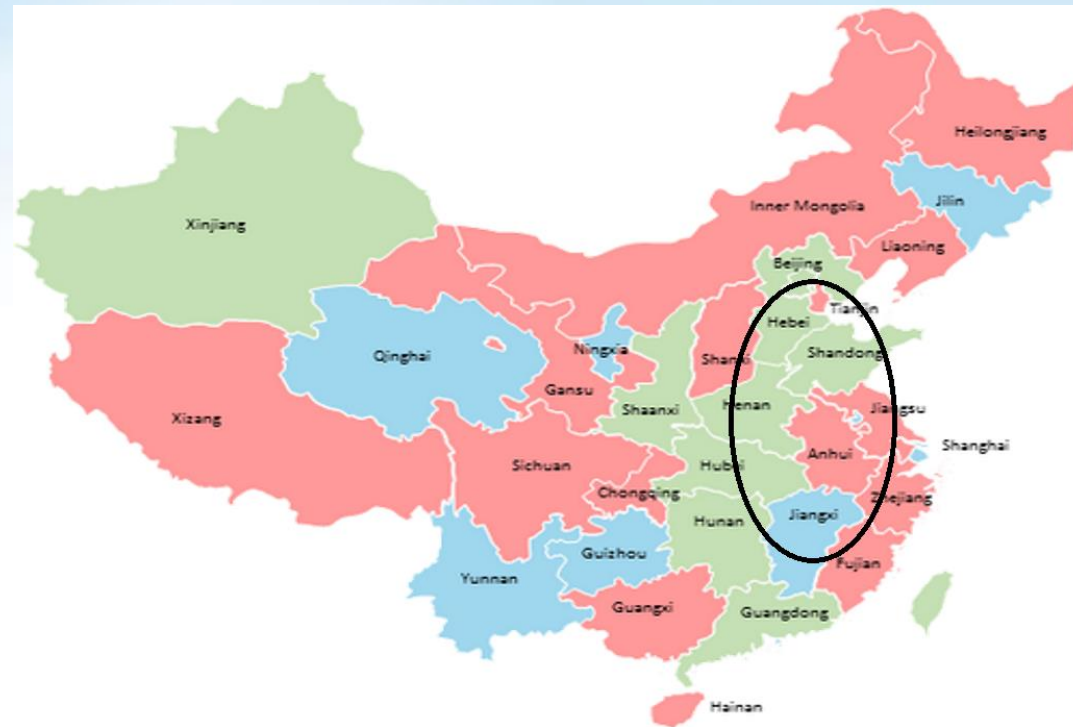 Heilongjiang
Jilin
Inner Mongolia
Xinjiang
Liaoning
Beijing
Tianjin
Hebei
Ningxia
Qinghai
Shanxi
Shandong
Gansu
Henan
Shaanxi
Jiangsu
Xizang
Shanghai
Anhui
Sichuan
Hubei
Chongqing
Zhejiang
Jiangxi
Hunan
Guizhou
Fujian
Yunnan
Guangxi
Guangdong
Hainan